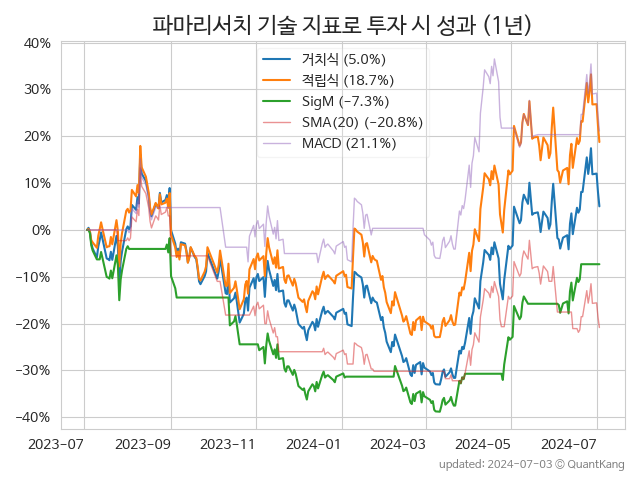 파마리서치 기술 지표로 투자 시 성과 (1년)
40%
30%
20%
10%
0%
−10%
−20%
−30%
−40%
거치식 (5.0%)
적립식 (18.7%)
SigM (−7.3%)
SMA(20) (−20.8%)
MACD (21.1%)
2023-07
2023-09
2023-11
2024-01
2024-03
2024-05
2024-07
updated: 2024-07-03 © QuantKang